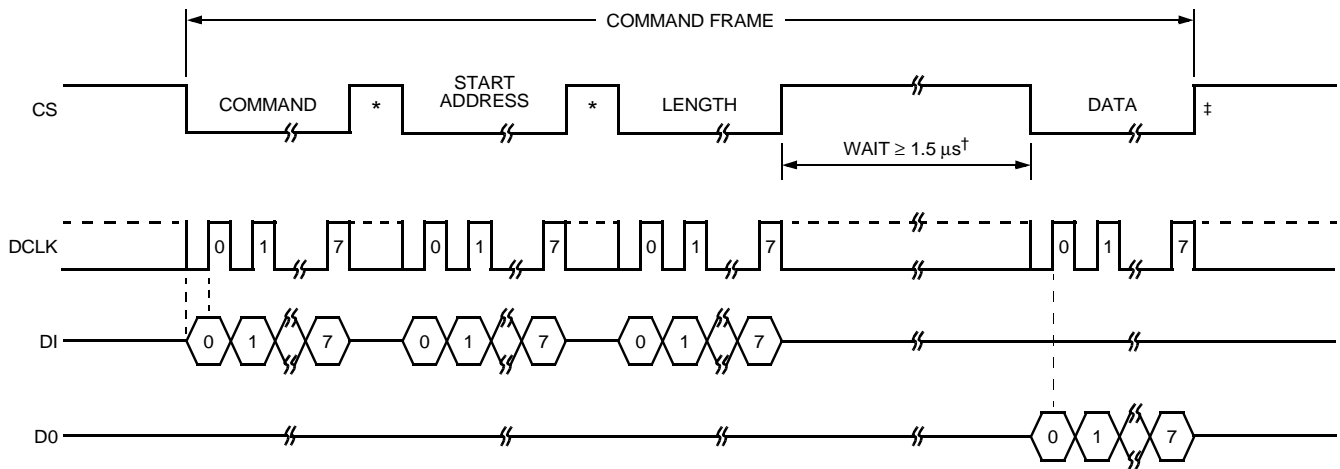 COMMAND FRAME
CS
COMMAND
*
START
ADDRESS
*
LENGTH
DATA
‡
WAIT ≥ 1.5 μs†
DCLK
0 1 7 0 1 7 0 1 7 0 1 7
DI
0 1 7 0 1 7 0 1 7
D0
0 1 7